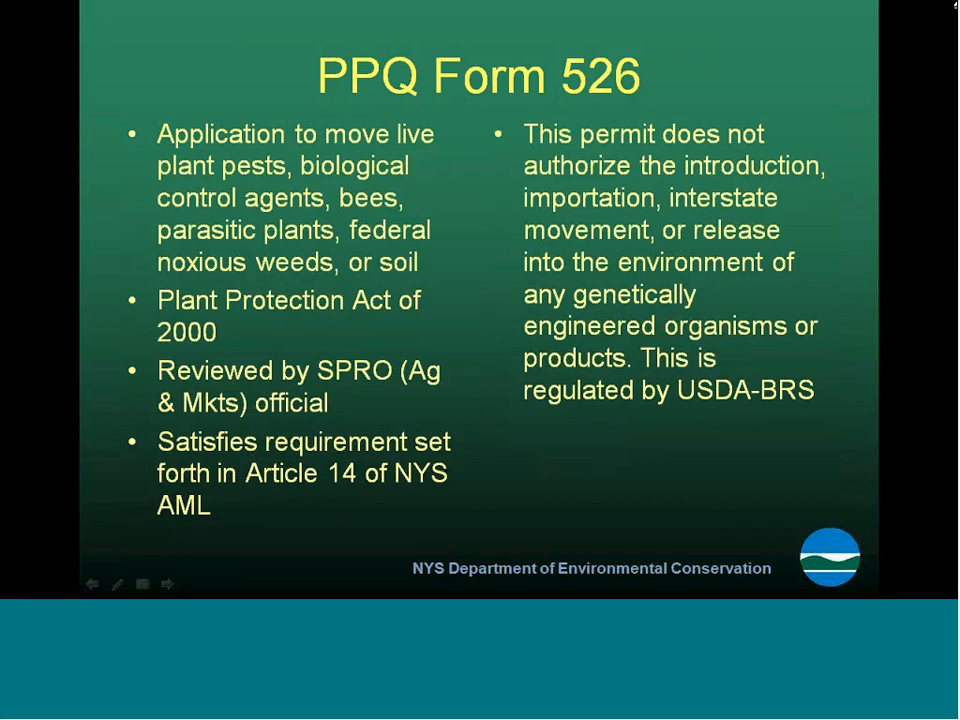 PPQ Form 526
• Application to move live
plant pests, biological
control agents, bees,
parasitic plants, federal
noxious weeds, or soil
• Plant Protection Act of
2000
• Reviewed by SPRO (Ag
& Mkts) official
• Satisfies requirement set
forth in Article 14 of NYS
AML
• This permit does not
authorize the introduction,
importation, interstate
movement, or release
into the environment of
any genetically
engineered organisms or
products. This is
regulated by USDA-BRS
NYS Department of Environmental Conservation